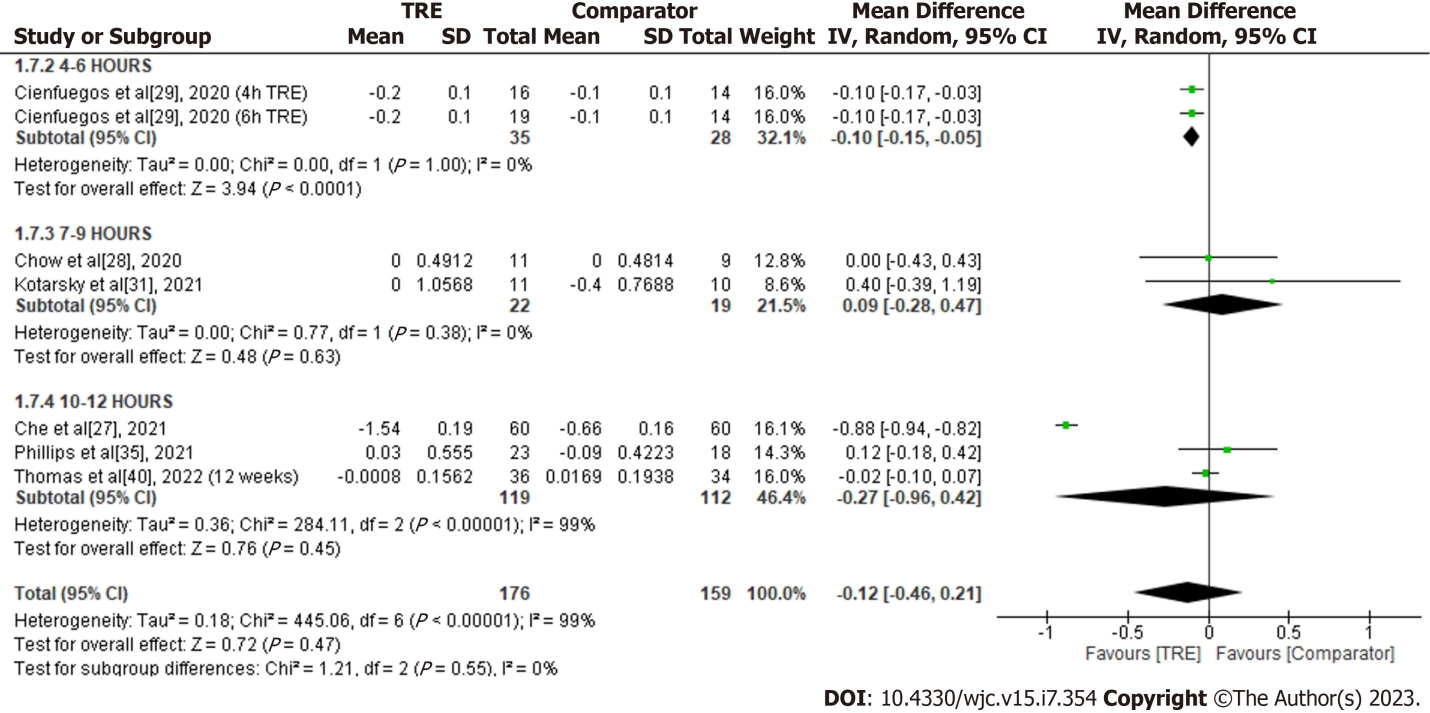 TRE Comparator Mean Difference Mean Difference
Study or Subgroup Mean SD Total Mean SD Total Weight IV, Random, 95% CI IV, Random, 95% CI
1.7.2 4-6 HOURS
Cienfuegos et al[29], 2020 (4h TRE) -0.2 0.1 16 -0.1 0.1 14 16.0% -0.10 [-0.17, -0.03]
Cienfuegos et al[29], 2020 (6h TRE) -0.2 0.1 19 -0.1 0.1 14 16.0% -0.10 [-0.17, -0.03]
Subtotal (95% CI) 35 28 32.1% -0.10 [-0.15, -0.05]
Heterogeneity: Tau² = 0.00; Chi² = 0.00, df = 1 (P = 1.00); I² = 0%
Test for overall effect: Z = 3.94 (P < 0.0001)
1.7.3 7-9 HOURS
Chow et al[28], 2020 0 0.4912 11 0 0.4814 9 12.8% 0.00 [-0.43, 0.43]
Kotarsky et al[31], 2021 0 1.0568 11 -0.4 0.7688 10 8.6% 0.40 [-0.39, 1.19]
Subtotal (95% CI) 22 19 21.5% 0.09 [-0.28, 0.47]
Heterogeneity: Tau² = 0.00; Chi² = 0.77, df = 1 (P = 0.38); I² = 0%
Test for overall effect: Z = 0.48 (P = 0.63)
1.7.4 10-12 HOURS
Che et al[27], 2021 -1.54 0.19 60 -0.66 0.16 60 16.1% -0.88 [-0.94, -0.82]
Phillips et al[35], 2021 0.03 0.555 23 -0.09 0.4223 18 14.3% 0.12 [-0.18, 0.42]
Thomas et al[40], 2022 (12 weeks) -0.0008 0.1562 36 0.0169 0.1938 34 16.0% -0.02 [-0.10, 0.07]
Subtotal (95% CI) 119 112 46.4% -0.27 [-0.96, 0.42]
Heterogeneity: Tau² = 0.36; Chi² = 284.11, df = 2 (P < 0.00001); I² = 99%
Test for overall effect: Z = 0.76 (P = 0.45)
Total (95% CI) 176 159 100.0% -0.12 [-0.46, 0.21]
Heterogeneity: Tau² = 0.18; Chi² = 445.06, df = 6 (P < 0.00001); I² = 99%
Test for overall effect: Z = 0.72 (P = 0.47)
Test for subgroup differences: Chi² = 1.21, df = 2 (P = 0.55), I² = 0%
-1 -0.5 0 0.5 1
Favours [TRE] Favours [Comparator]
DOI: 10.4330/wjc.v15.i7.354 Copyright ©The Author(s) 2023.